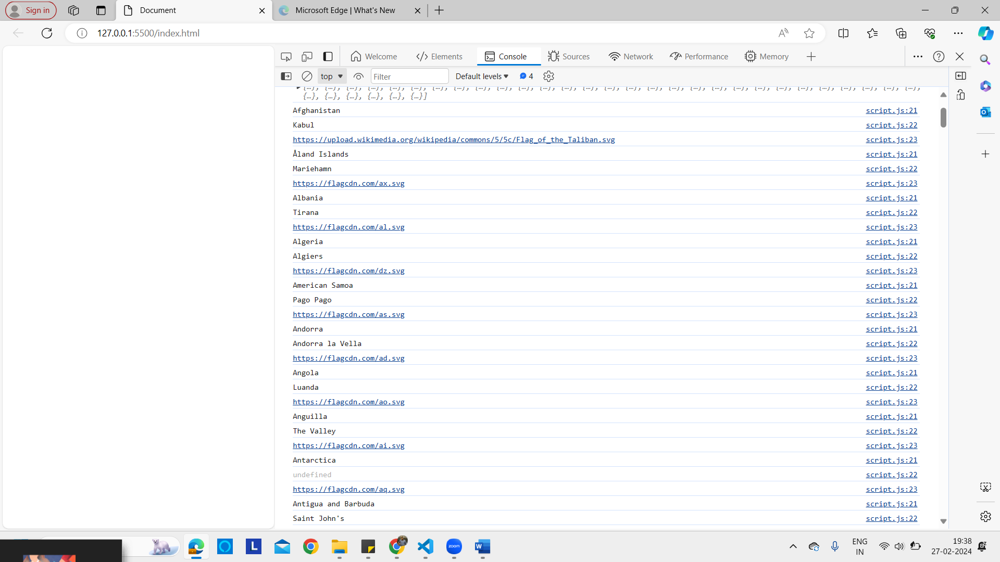 Sign in
Document
Microsoft Edge | What's New
127.0.0.1:5500/index.html
Welcome
Elements
Console
Sources
Network
Performance
Memory
top
Filter
Default levels
4
{…}, {…}, {…}, {…}, {…}, {…}, {…}, {…}, {…}, {…}, {…}, {…}, {…}, {…}, {…}, {…}, {…}, {…}, {…}, {…}, {…}, {…}, {…}, {…}, {…}, {…}, {…}, {…}, {…},
{…}, {…}, {…}, {…}, {…}, {…}]
Afghanistan script.js:21
Kabul script.js:22
https://upload.wikimedia.org/wikipedia/commons/5/5c/Flag_of_the_Taliban.svg script.js:23
Åland Islands script.js:21
Mariehamn script.js:22
https://flagcdn.com/ax.svg script.js:23
Albania script.js:21
Tirana script.js:22
https://flagcdn.com/al.svg script.js:23
Algeria script.js:21
Algiers script.js:22
https://flagcdn.com/dz.svg script.js:23
American Samoa script.js:21
Pago Pago script.js:22
https://flagcdn.com/as.svg script.js:23
Andorra script.js:21
Andorra la Vella script.js:22
https://flagcdn.com/ad.svg script.js:23
Angola script.js:21
Luanda script.js:22
https://flagcdn.com/ao.svg script.js:23
Anguilla script.js:21
The Valley script.js:22
https://flagcdn.com/ai.svg script.js:23
Antarctica script.js:21
undefined script.js:22
https://flagcdn.com/aq.svg script.js:23
Antigua and Barbuda script.js:21
Saint John's script.js:22
L
zoom
W
ENG
IN
19:38
27-02-2024